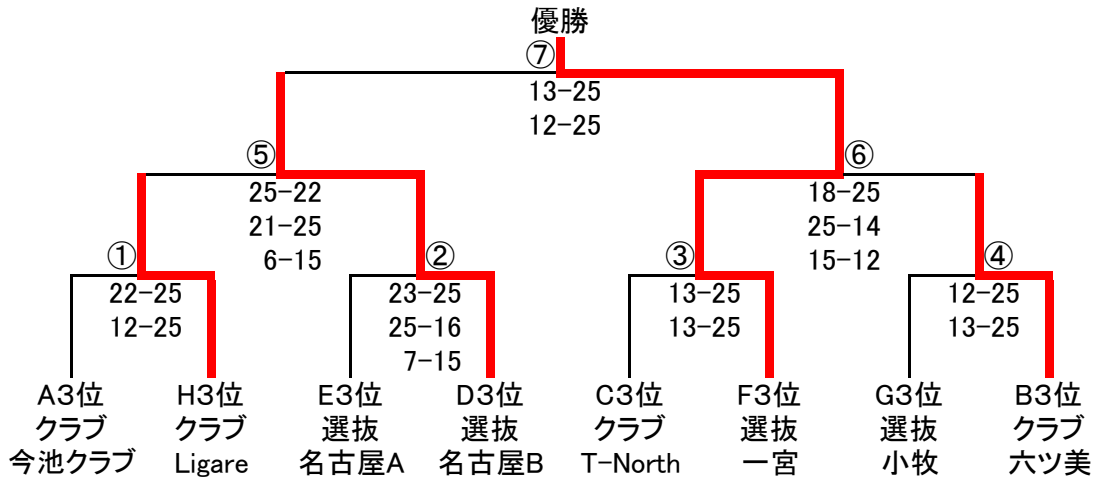 優勝
⑦
13-25
12-25
⑤
25-22
21-25
6-15
⑥
18-25
25-14
15-12
①
22-25
12-25
②
23-25
25-16
7-15
③
13-25
13-25
④
12-25
13-25
A3位
クラブ
今池クラブ
H3位
クラブ
Ligare
E3位
選抜
名古屋A
D3位
選抜
名古屋B
C3位
クラブ
T-North
F3位
選抜
一宮
G3位
選抜
小牧
B3位
クラブ
六ツ美